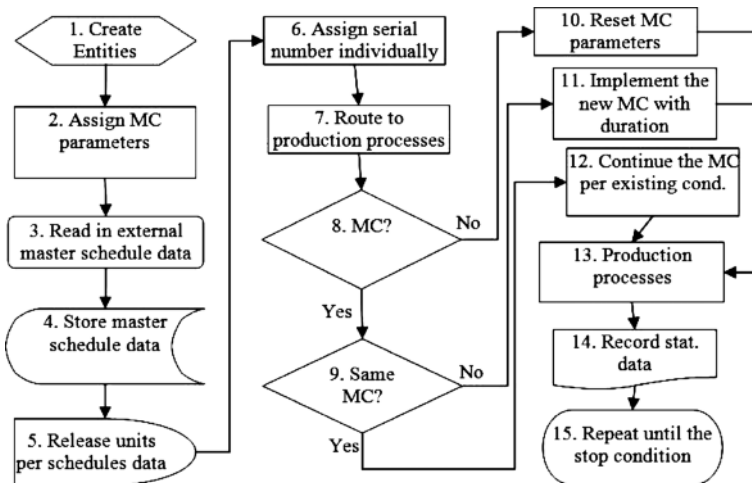 1. Create
Entities
2. Assign MC
parameters
3. Read in external
master schedule data
4. Store master
schedule data
5. Release units
per schedules data
6. Assign serial
number individually
7. Route to
production processes
8. MC?
No
Yes
9. Same
MC?
No
Yes
10. Reset MC
parameters
11. Implement the
new MC with
duration
12. Continue the MC
per existing cond.
13. Production
processes
14. Record stat.
data
15. Repeat until the
stop condition